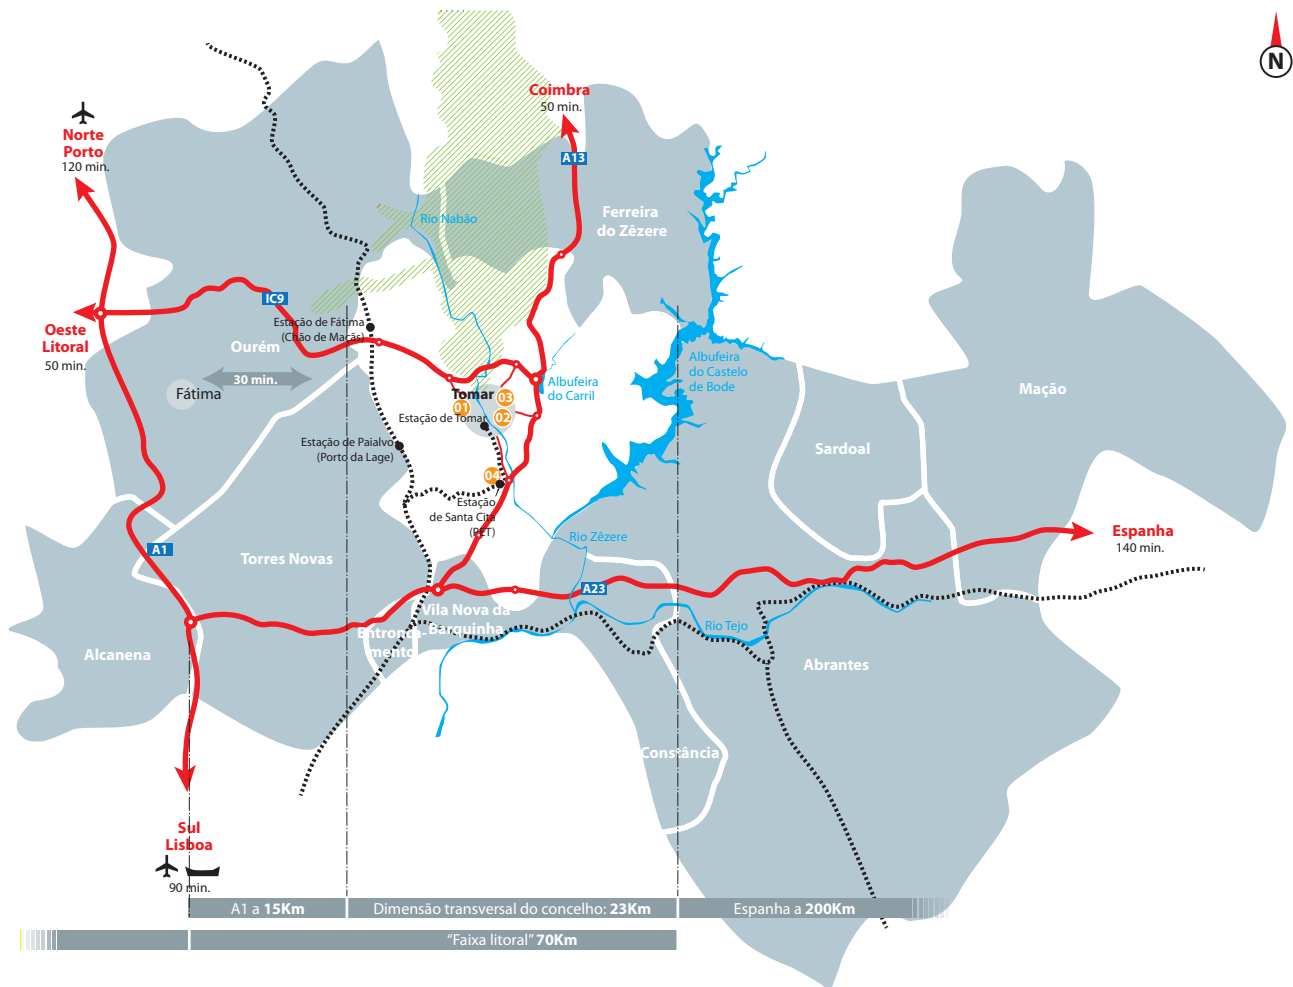 N
Coimbra
50 min.
Norte
Porto
120 min.
A13
Ferreira
do Zêzere
Rio Nabão
IC9
Oeste
Litoral
50 min.
Estação de Fátima
(Chão de Maçãs)
Ourém
30 min.
Fátima
Albufeira
do Castelo
de Bode
Albufeira
do Carril
Tomar
01
03
02
Estação de Tomar
Mação
Sardoal
Estação de Paialvo
(Porto da Lage)
04
Estação
de Santa Cita
(PET)
Rio Zêzere
Espanha
140 min.
A1
Torres Novas
A23
Vila Nova da
Barquinha
Entronca-
mento
Rio Tejo
Alcanena
Abrantes
Constância
Sul
Lisboa
90 min.
A1 a 15Km
Dimensão transversal do concelho: 23Km
Espanha a 200Km
“Faixa litoral” 70Km